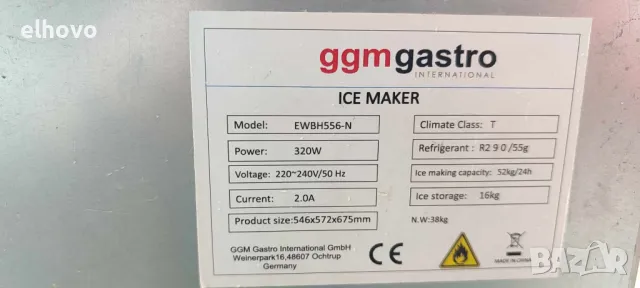 elhovo
ggmgastro
INTERNATIONAL
ICE MAKER
Model: EWBH556-N
Power: 320W
Voltage: 220~240V/50 Hz
Current: 2.0A
Product size:546x572x675mm
Climate Class: T
Refrigerant : R290/55g
Ice making capacity: 52kg/24h
Ice storage: 16kg
N.W:38kg
GGM Gastro International GmbH
Weinerpark16,48607 Ochtrup
Germany
CE
MADE IN CHINA
BAZAR